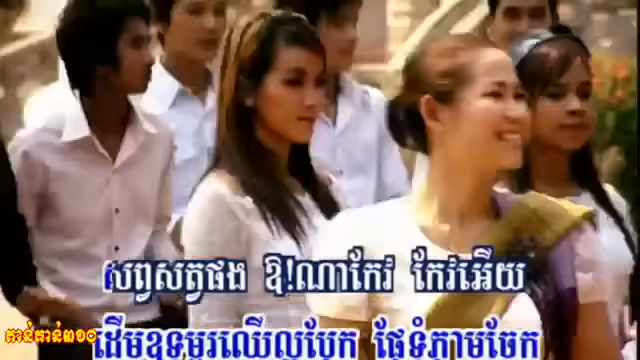 សព្វសត្វផង ឱ!ណាកែវ កែវអើយ
ដើមឧទម្ពរឈើល្បែក ផ្លែទុំភ្លាមចែក